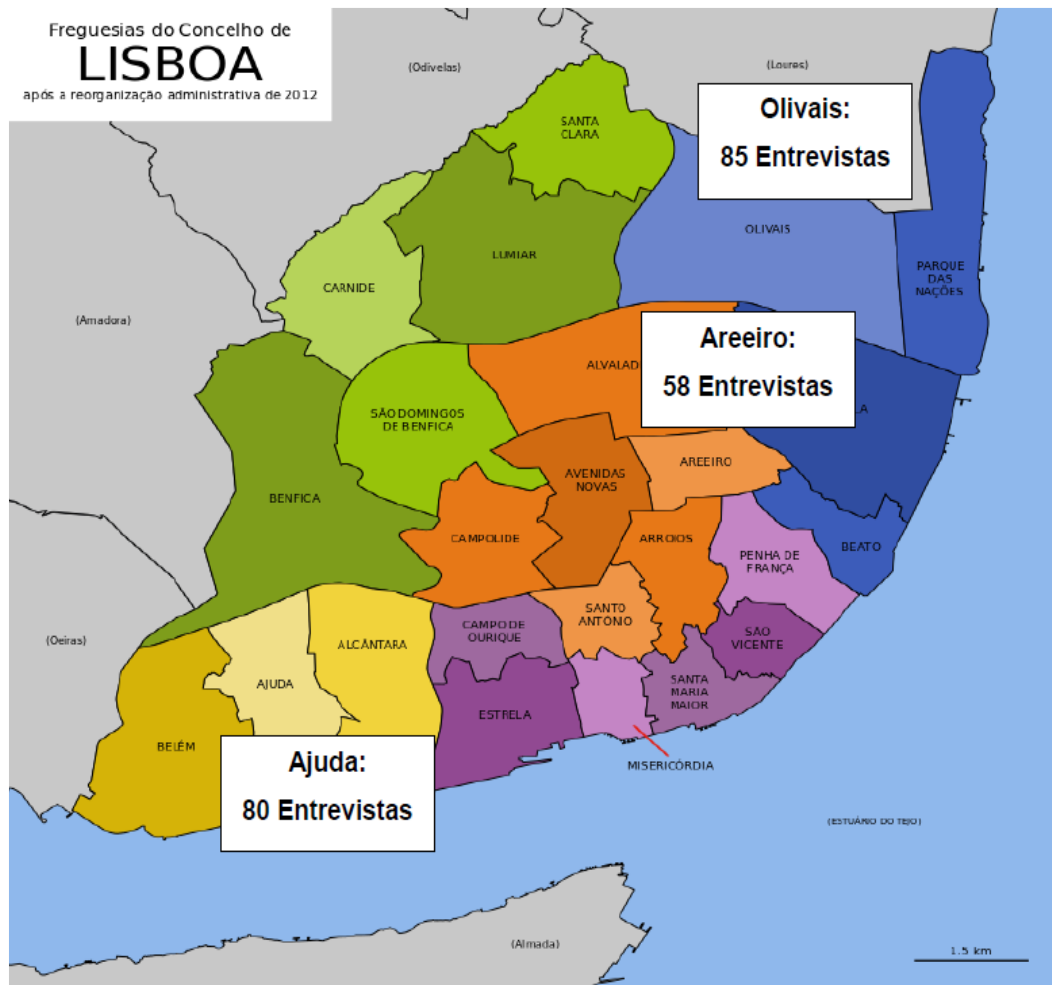 Freguesias do Concelho de
LISBOA
após a reorganização administrativa de 2012
(Odivelas)
(Loures)
SANTA
CLARA
Olivais:
85 Entrevistas
OLIVAIS
LUMIAR
PARQUE
DAS
NAÇÕES
CARNIDE
(Amadora)
Areeiro:
58 Entrevistas
ALVALAD
LA
SÃO DOMINGOS
DE BENFICA
AREEIRO
AVENIDAS
NOVAS
BENFICA
CAMPOLIDE
ARROIOS
BEATO
PENHA DE
FRANÇA
SANTO
ANTÓNIO
(Oeiras)
ALCÂNTARA
CAMPO DE
OURIQUE
SÃO
VICENTE
AJUDA
SANTA
MARIA
MAIOR
ESTRELA
BELÉM
Ajuda:
80 Entrevistas
MISERICÓRDIA
(ESTUÁRIO DO TEJO)
(Almada)
1.5 km